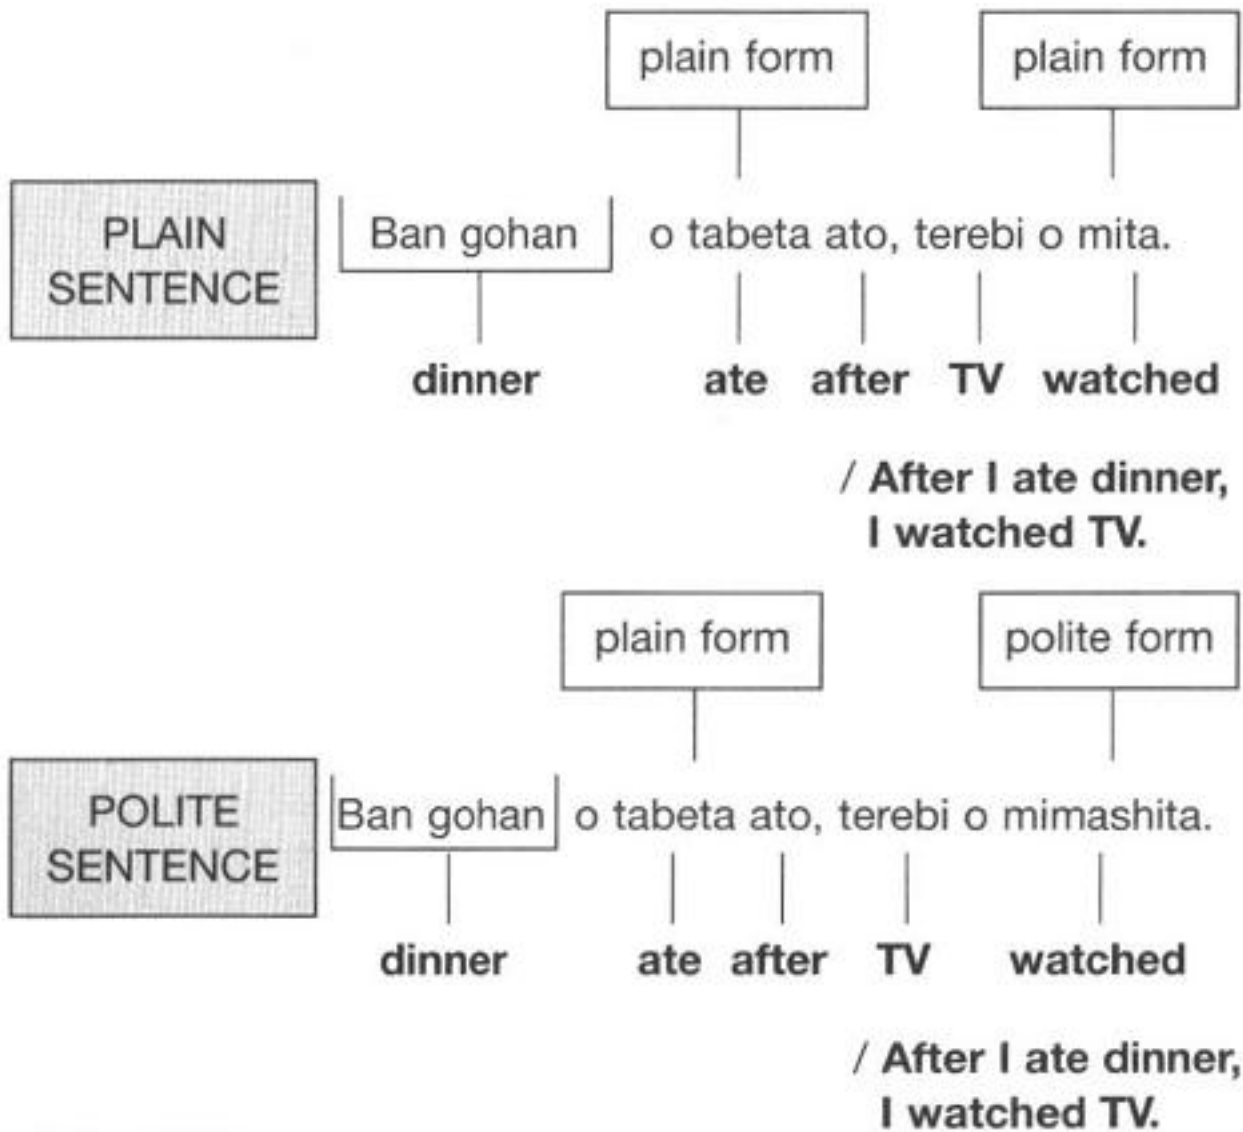 plain form plain form
PLAIN
SENTENCE
Ban gohan o tabeta ato, terebi o mita.
dinner ate after TV watched
/ After I ate dinner,
I watched TV.
plain form polite form
POLITE
SENTENCE
Ban gohan o tabeta ato, terebi o mimashita.
dinner ate after TV watched
/ After I ate dinner,
I watched TV.